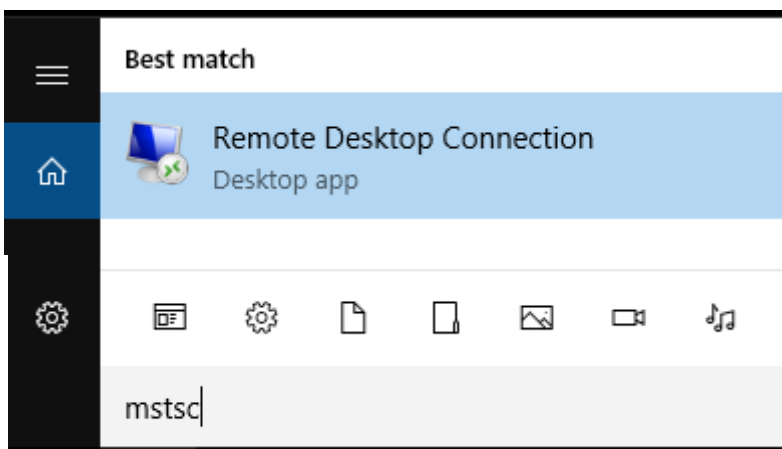 Best match
Remote Desktop Connection
Desktop app
mstsc